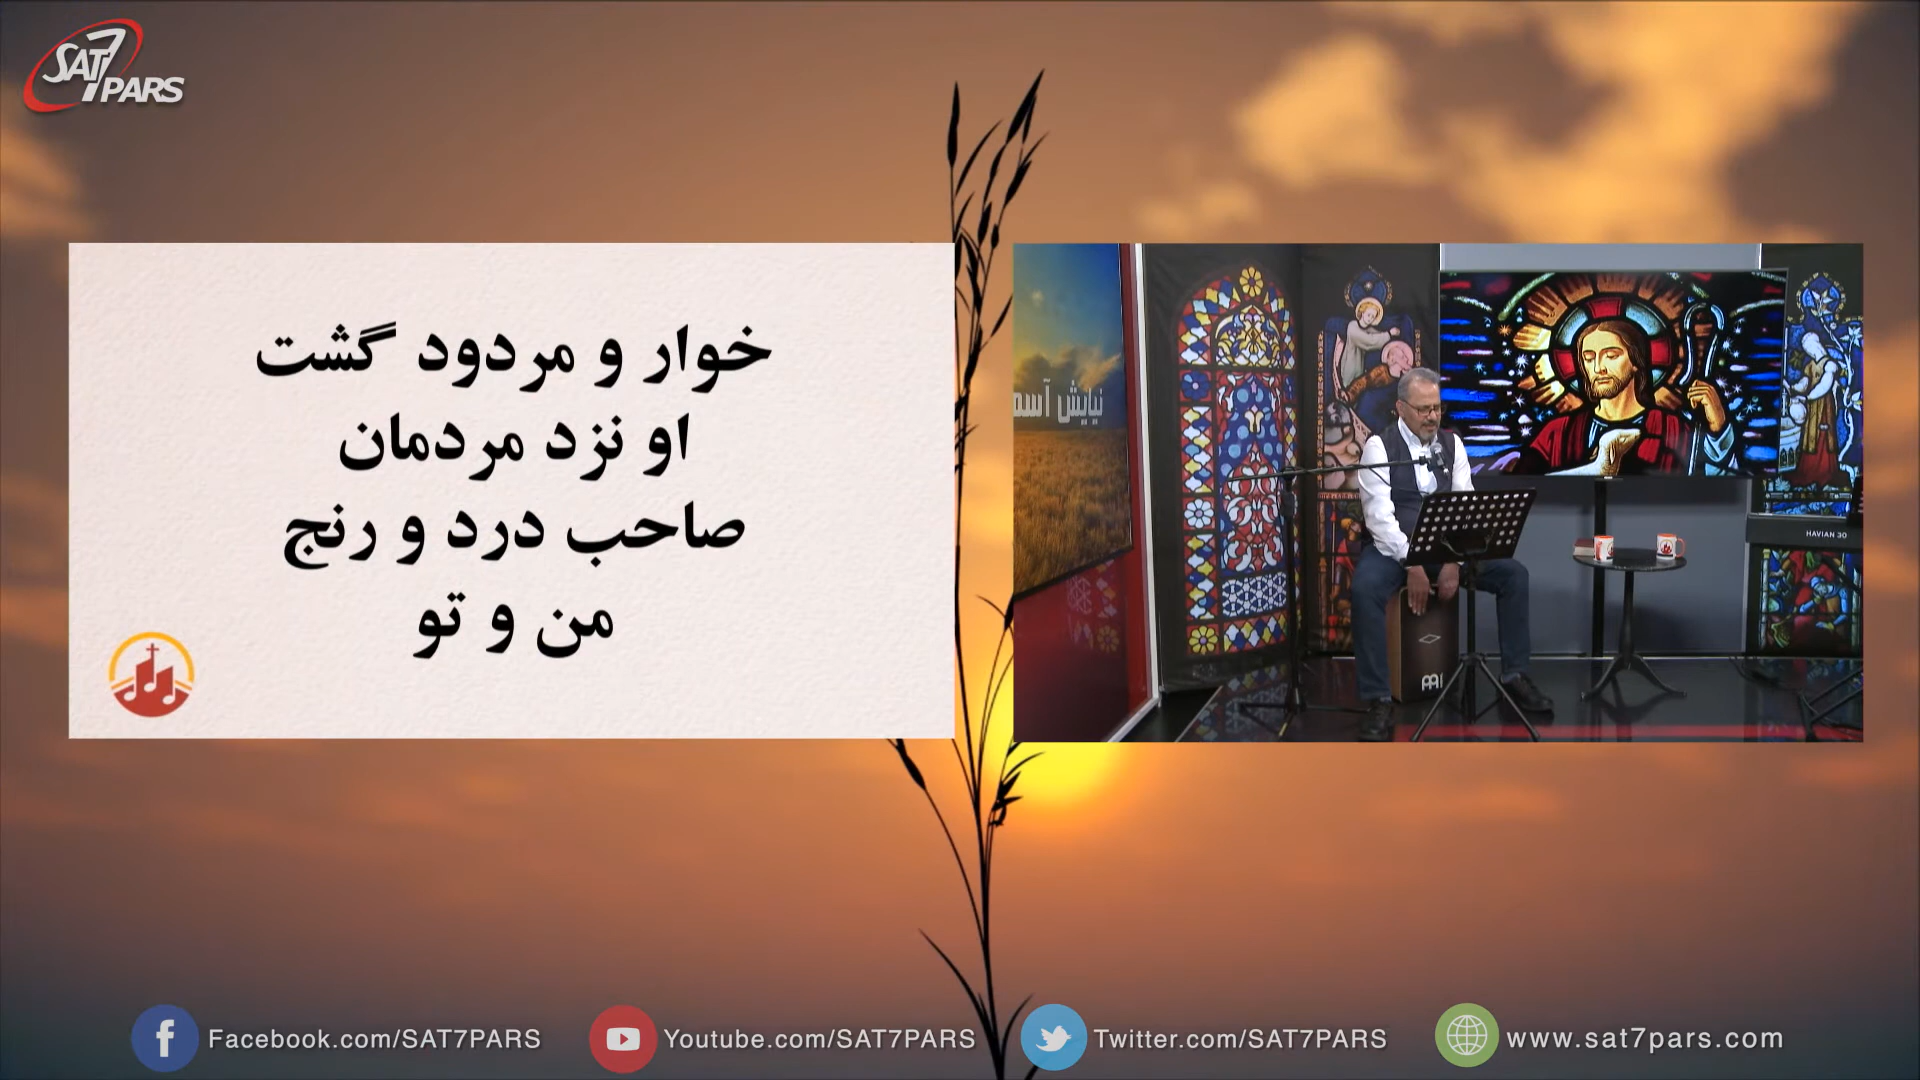 SAT7 PARS
خوار و مردود گشت
او نزد مردمان
صاحب درد و رنج
من و تو
نیایش آسم
HAVIAN 30
Facebook.com/SAT7PARS
Youtube.com/SAT7PARS
Twitter.com/SAT7PARS
www.sat7pars.com